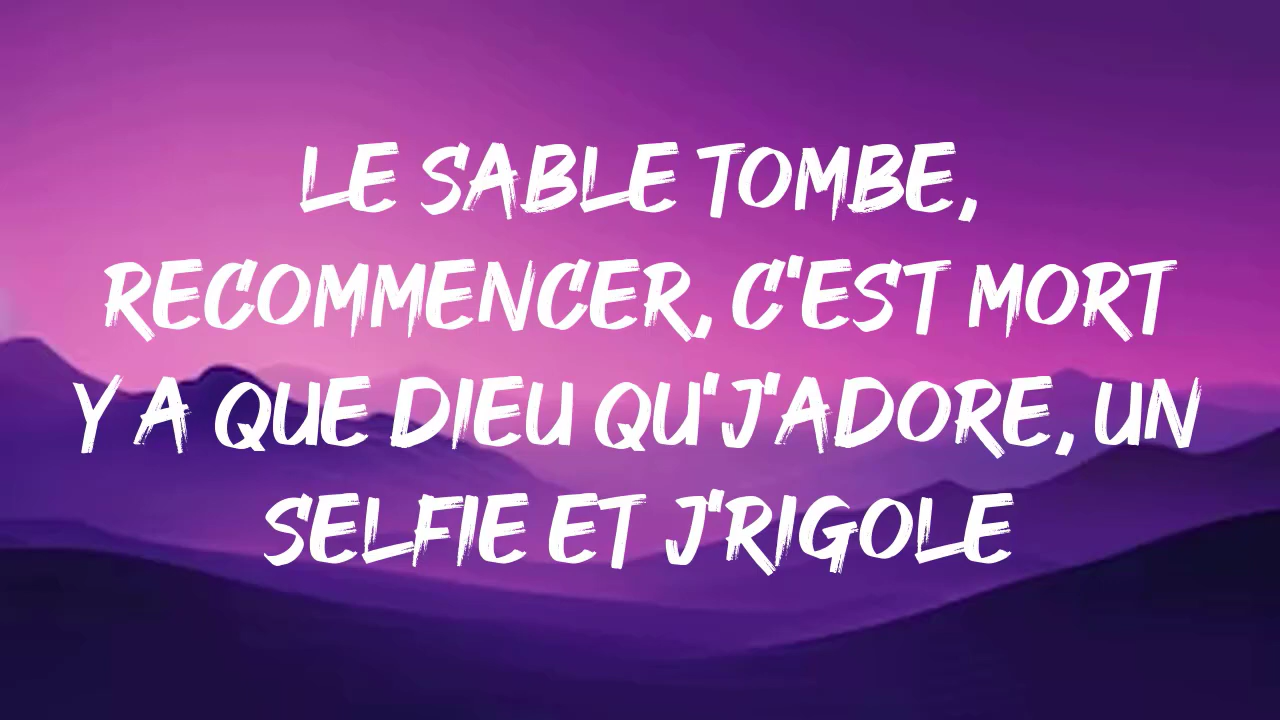 LE SABLE TOMBE,
RECOMMENCER, C'EST MORT
Y A QUE DIEU QU'J'ADORE, UN
SELFIE ET J'RIGOLE